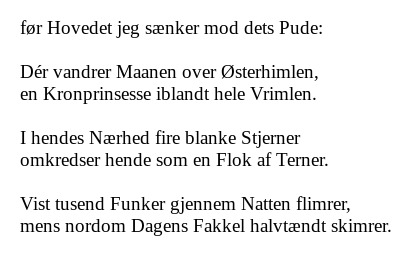 før Hovedet jeg sænker mod dets Pude:
Dér vandrer Maanen over Østerhimlen,
en Kronprinsesse iblandt hele Vrimlen.
I hendes Nærhed fire blanke Stjerner
omkredser hende som en Flok af Terner.
Vist tusend Funker gjennem Natten flimrer,
mens nordom Dagens Fakkel halvtændt skimrer.